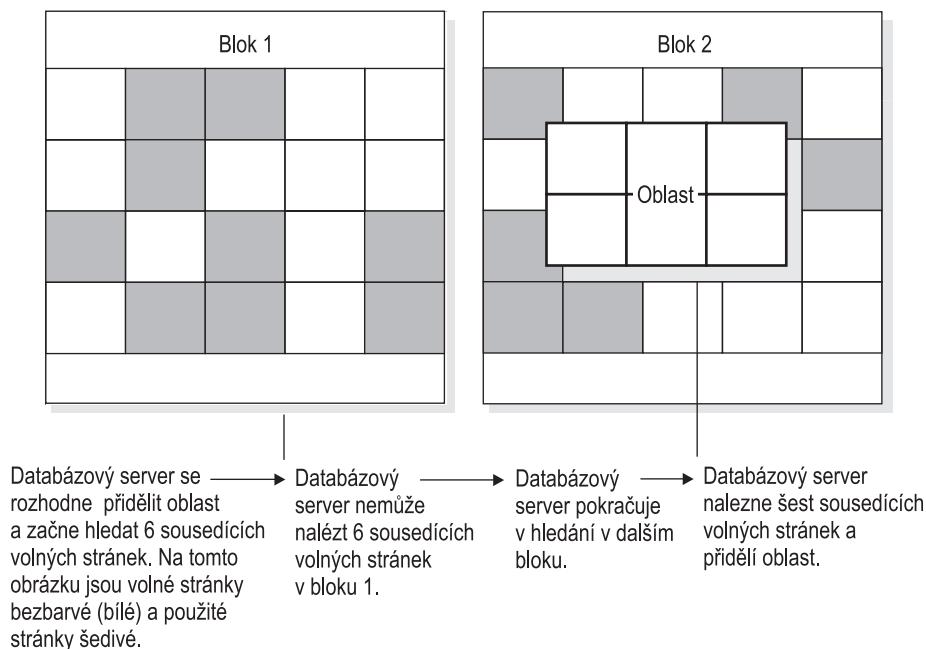 Blok 1
Blok 2
Oblast
Databázový server se
rozhodne přidělit oblast
a začne hledat 6 sousedících
volných stránek. Na tomto
obrázku jsou volné stránky
bezbarvé (bílé) a použité
stránky šedivé.
Databázový
server nemůže
nalézt 6 sousedících
volných stránek
v bloku 1.
Databázový
server pokračuje
v hledání v dalším
bloku.
Databázový server
nalezne šest sousedících
volných stránek a
přidělí oblast.